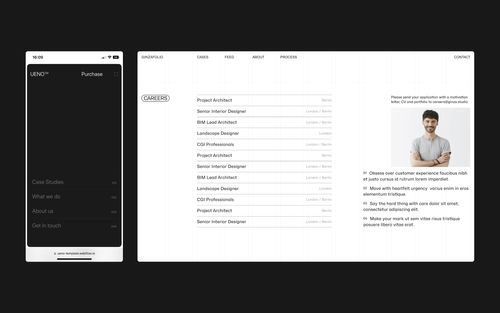 16:09
UENO™
Purchase
Case Studies
What we do
About us
Get in touch
ueno-template.webflow.io
GINZAFOLIO
CASES
FEED
ABOUT
PROCESS
CONTACT
CAREERS
Project Architect
Berlin
Senior Interior Designer
London / Berlin
BIM Lead Architect
London / Berlin
Landscape Designer
London
CGI Professionals
London / Berlin
Project Architect
Berlin
Senior Interior Designer
London / Berlin
BIM Lead Architect
London / Berlin
Landscape Designer
London
CGI Professionals
London / Berlin
Project Architect
Berlin
Senior Interior Designer
London / Berlin
Please send your application with a motivation
letter, CV and portfolio to careers@ginza.studio
Obsess over customer experience faucibus nibh
et justo cursus id rutrum lorem imperdiet.
Move with heartfelt urgency varius enim in eros
elementum tristique.
Say the hard thing with care dolor sit amet,
consectetur adipiscing elit.
Make your mark ut sem vitae risus tristique
posuere libero vitae erat.